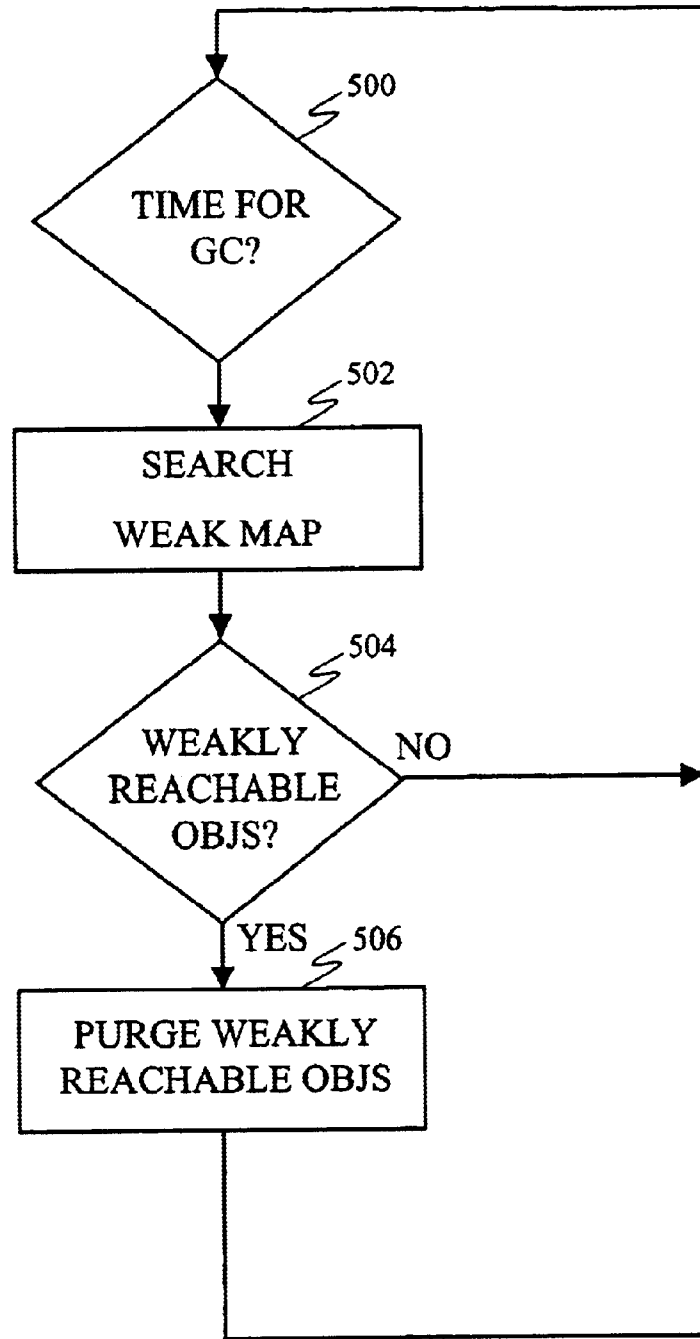 500
TIME FOR
GC?
502
SEARCH
WEAK MAP
504
WEAKLY
REACHABLE
OBJS?
NO
YES
506
PURGE WEAKLY
REACHABLE OBJS